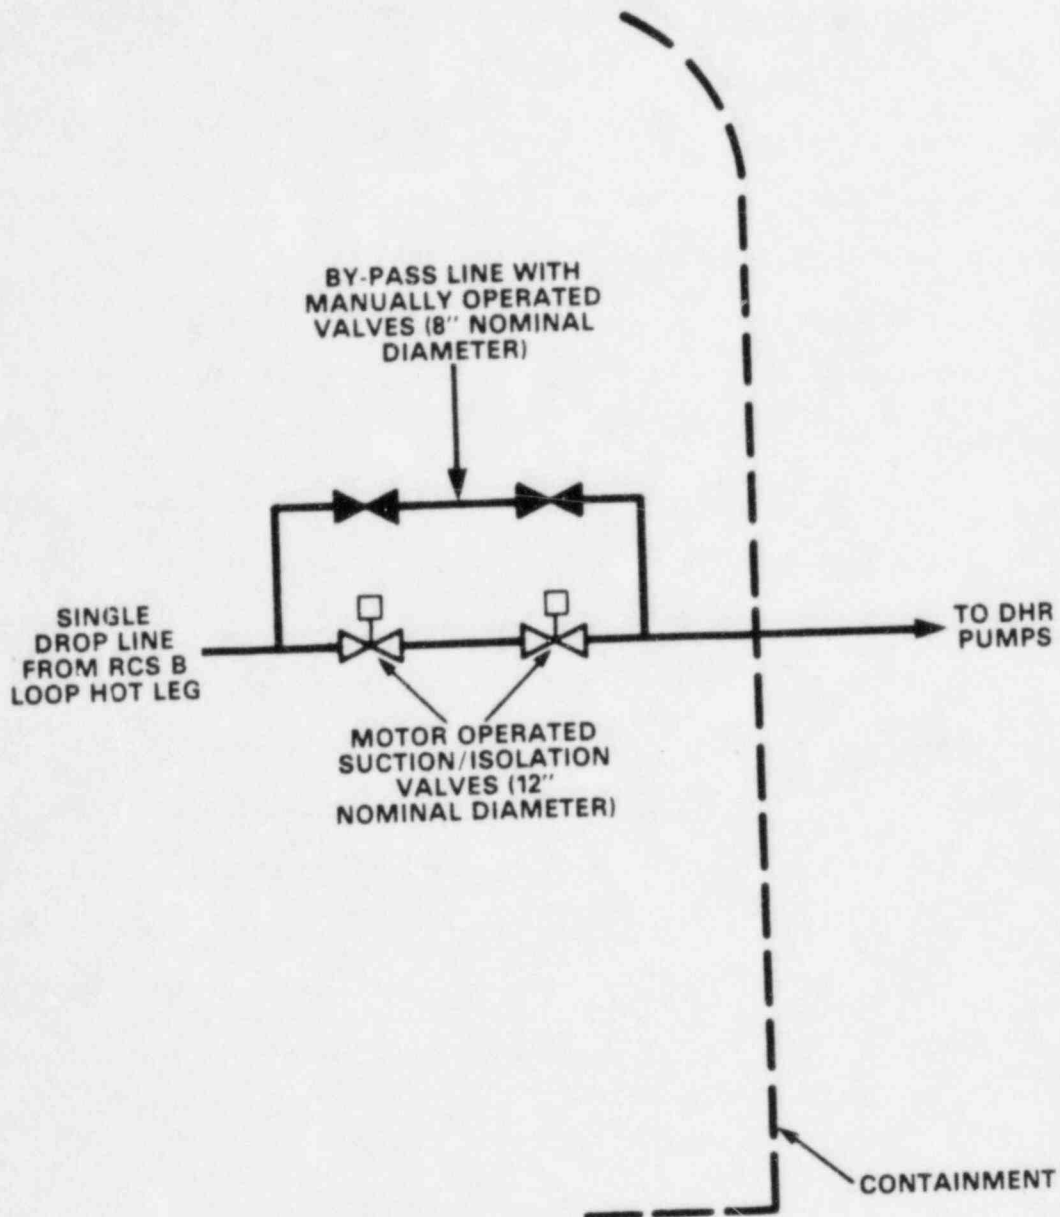 BY-PASS LINE WITH
MANUALLY OPERATED
VALVES (8" NOMINAL
DIAMETER)
SINGLE
DROP LINE
FROM RCS B
LOOP HOT LEG
TO DHR
PUMPS
MOTOR OPERATED
SUCTION/ISOLATION
VALVES (12"
NOMINAL DIAMETER)
CONTAINMENT